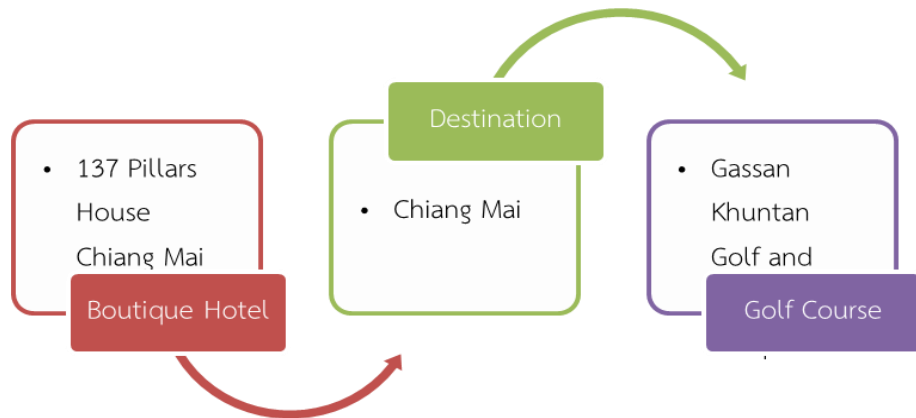 • 137 Pillars
House
Chiang Mai
Boutique Hotel
Destination
• Chiang Mai
• Gassan
Khuntan
Golf and
Golf Course